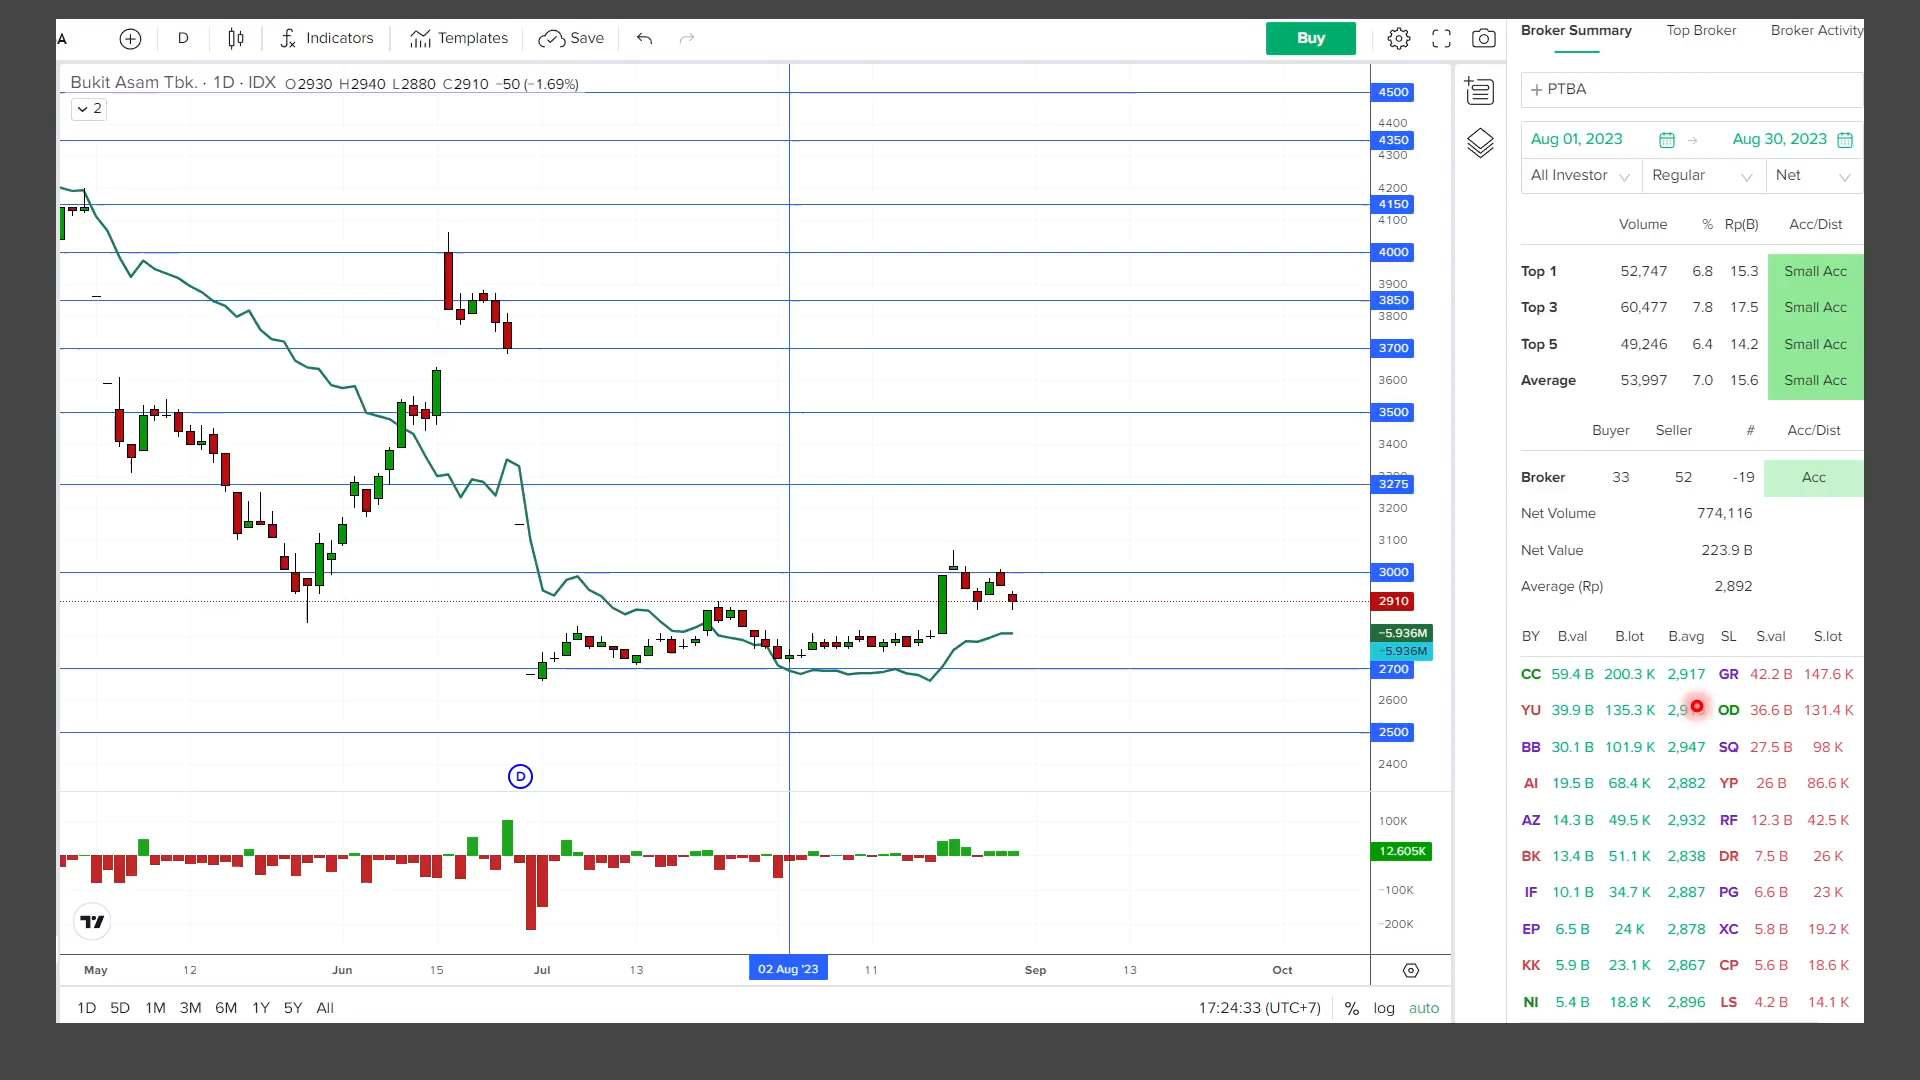 A D Indicators Templates Save Buy
Broker Summary Top Broker Broker Activity
Bukit Asam Tbk. · 1D · IDX O2930 H2940 L2880 C2910 −50 (−1.69%)
2
+ PTBA
Aug 01, 2023 → Aug 30, 2023
All Investor Regular Net
Volume % Rp(B) Acc/Dist
Top 1 52,747 6.8 15.3 Small Acc
Top 3 60,477 7.8 17.5 Small Acc
Top 5 49,246 6.4 14.2 Small Acc
Average 53,997 7.0 15.6 Small Acc
Buyer Seller # Acc/Dist
Broker 33 52 -19 Acc
Net Volume 774,116
Net Value 223.9 B
Average (Rp) 2,892
BY B.val B.lot B.avg SL S.val S.lot
CC 59.4 B 200.3 K 2,917 GR 42.2 B 147.6 K
YU 39.9 B 135.3 K OD 36.6 B 131.4 K
BB 30.1 B 101.9 K 2,947 SQ 27.5 B 98 K
AI 19.5 B 68.4 K 2,882 YP 26 B 86.6 K
AZ 14.3 B 49.5 K 2,932 RF 12.3 B 42.5 K
BK 13.4 B 51.1 K 2,838 DR 7.5 B 26 K
IF 10.1 B 34.7 K 2,887 PG 6.6 B 23 K
EP 6.5 B 24 K 2,878 XC 5.8 B 19.2 K
KK 5.9 B 23.1 K 2,867 CP 5.6 B 18.6 K
NI 5.4 B 18.8 K 2,896 LS 4.2 B 14.1 K
4500
4400
4350
4300
4200
4150
4100
4000
3900
3850
3800
3700
3600
3500
3400
3275
3200
3100
3000
2910
−5.936M
−5.936M
2700
2600
2500
2400
D
100K
12.605K
−100K
−200K
May 12 Jun 15 Jul 13 02 Aug '23 11 Sep 13 Oct
1D 5D 1M 3M 6M 1Y 5Y All 17:24:33 (UTC+7) % log auto